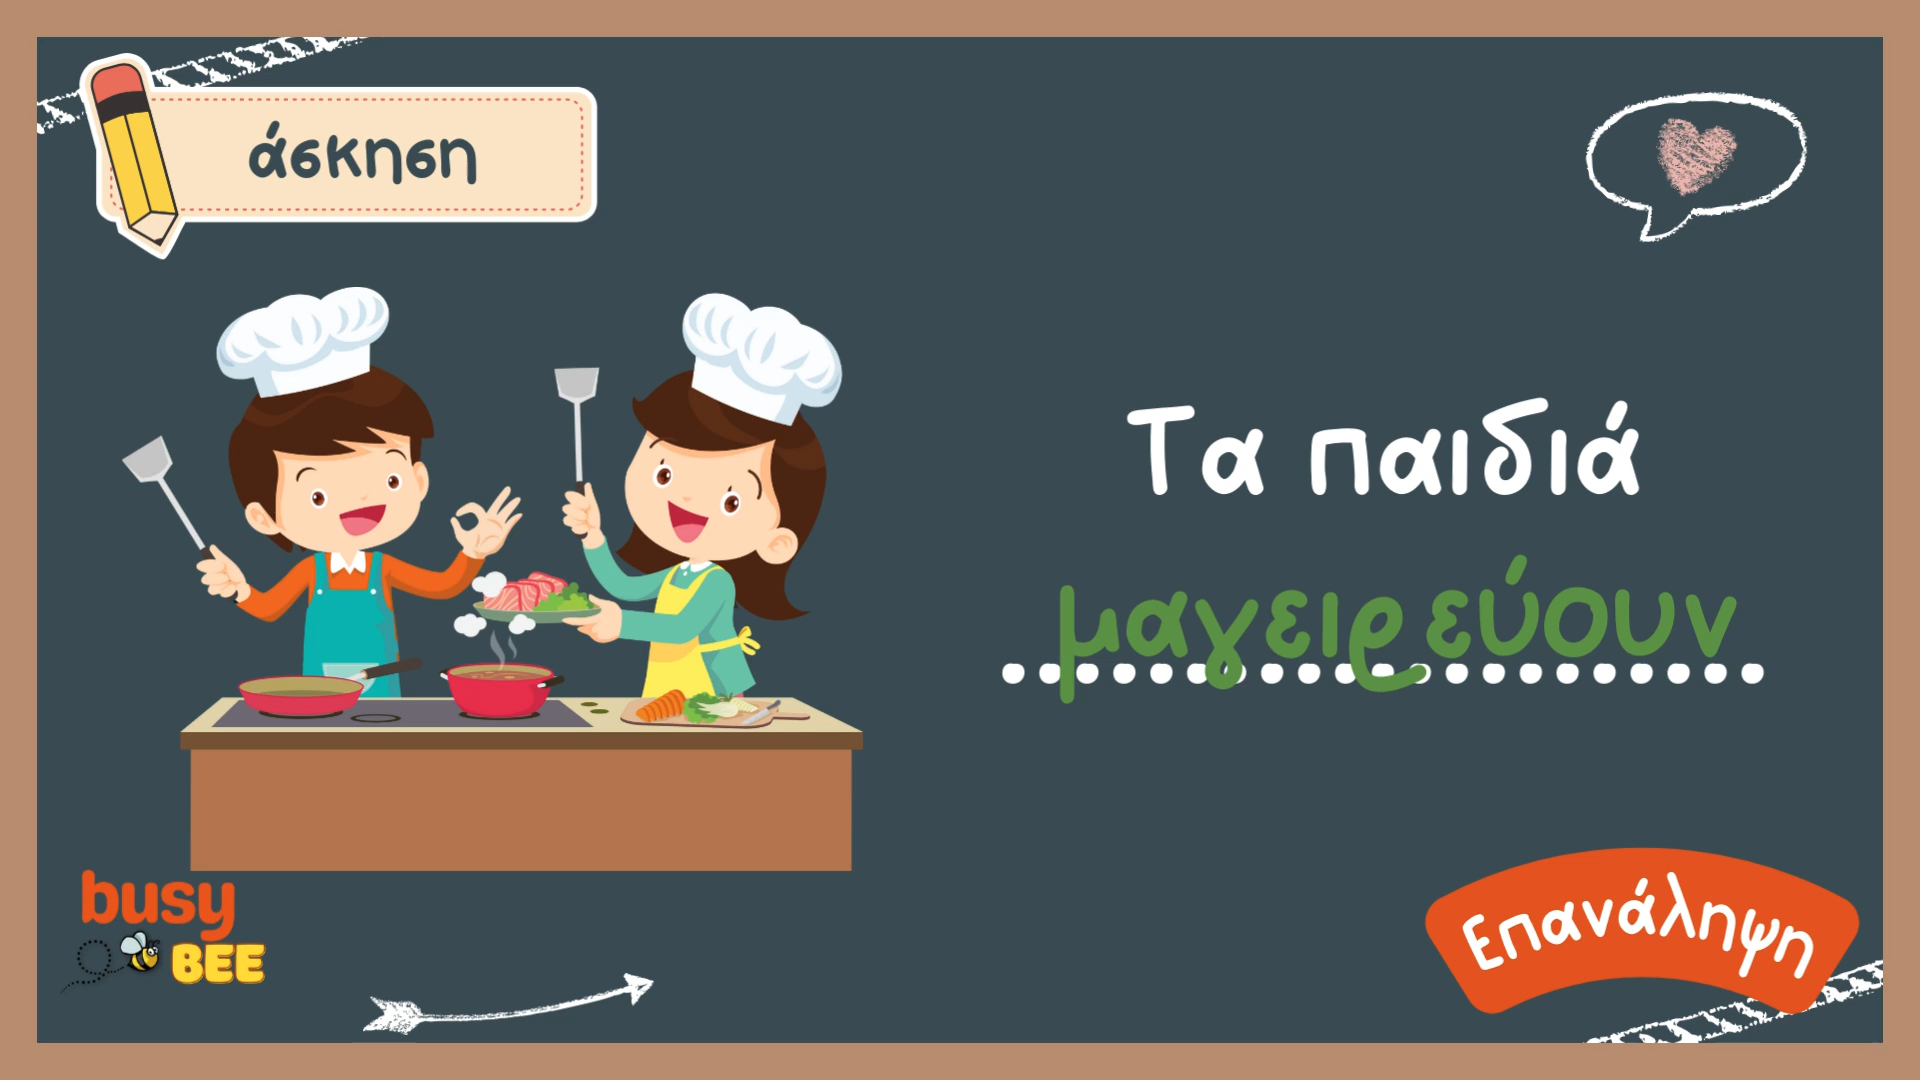 άσκηση
Τα παιδιά
μαγειρεύουν
busy
BEE
Επανάληψη